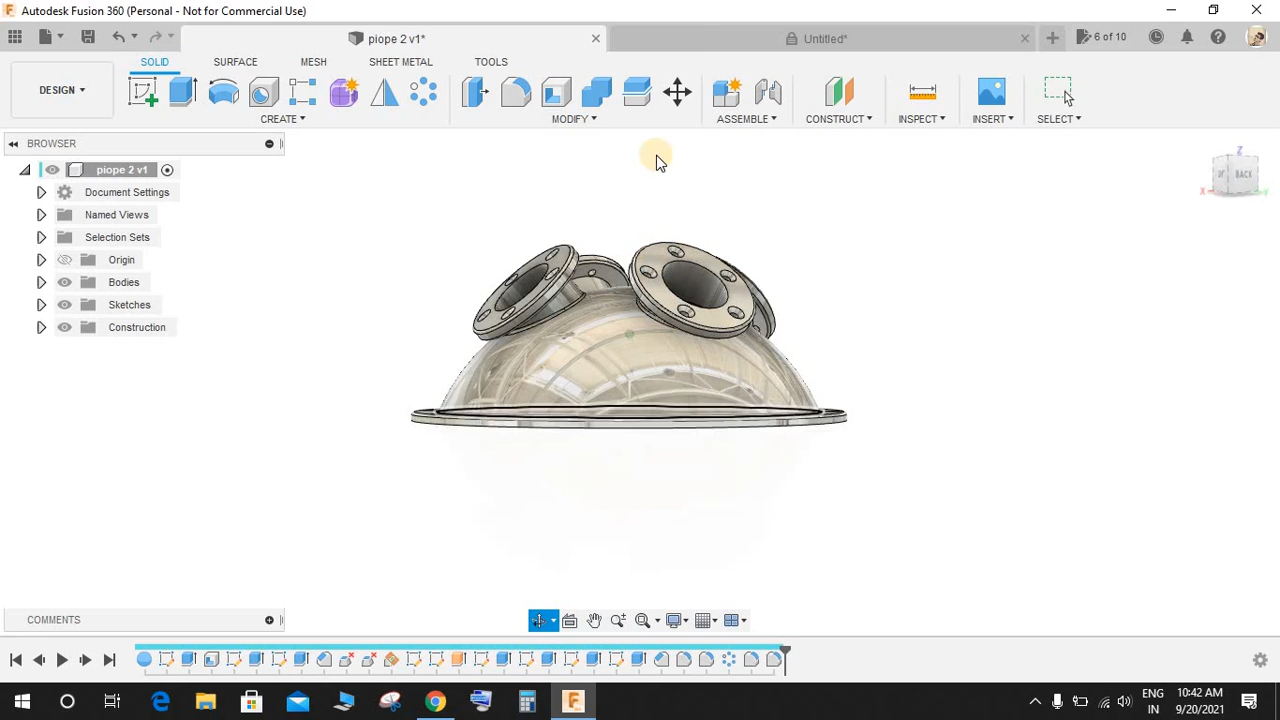 Autodesk Fusion 360 (Personal - Not for Commercial Use)
piope 2 v1*
Untitled*
6 of 10
SOLID
SURFACE
MESH
SHEET METAL
TOOLS
DESIGN
CREATE
MODIFY
ASSEMBLE
CONSTRUCT
INSPECT
INSERT
SELECT
BROWSER
piope 2 v1
Document Settings
Named Views
Selection Sets
Origin
Bodies
Sketches
Construction
Z
BACK
X
Y
COMMENTS
ENG
IN
10:42 AM
9/20/2021